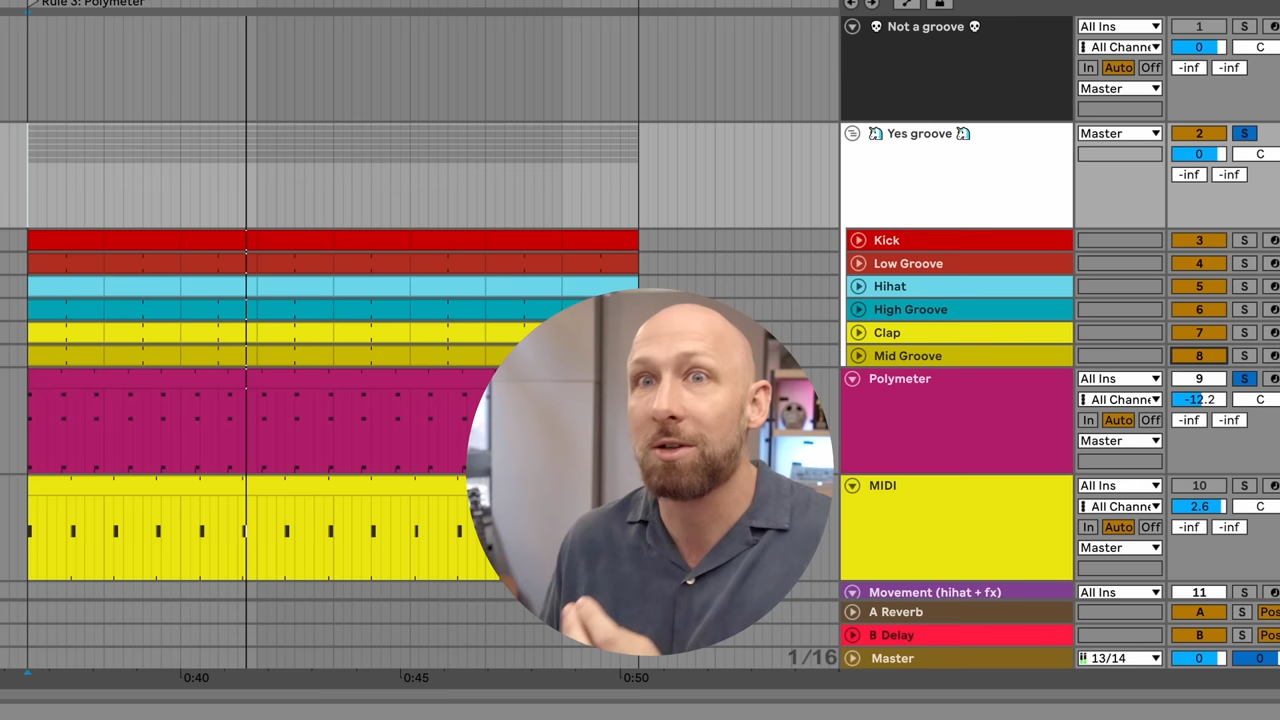 Rule 3: Polymeter
💀 Not a groove 💀
All Ins
1
S
All Channe
0
C
In Auto Off
-inf -inf
Master
🦄 Yes groove 🦄
Master
2
S
0
C
-inf -inf
Kick
3
S
Low Groove
4
S
Hihat
5
S
High Groove
6
S
Clap
7
S
Mid Groove
8
S
Polymeter
All Ins
9
S
All Channe
-12.2
C
In Auto Off
-inf -inf
Master
MIDI
All Ins
10
S
All Channe
2.6
C
In Auto Off
-inf -inf
Master
Movement (hihat + fx)
All Ins
11
S
A Reverb
A
S
Pos
B Delay
B
S
Pos
1/16
Master
13/14
0
0
0:40
0:45
0:50